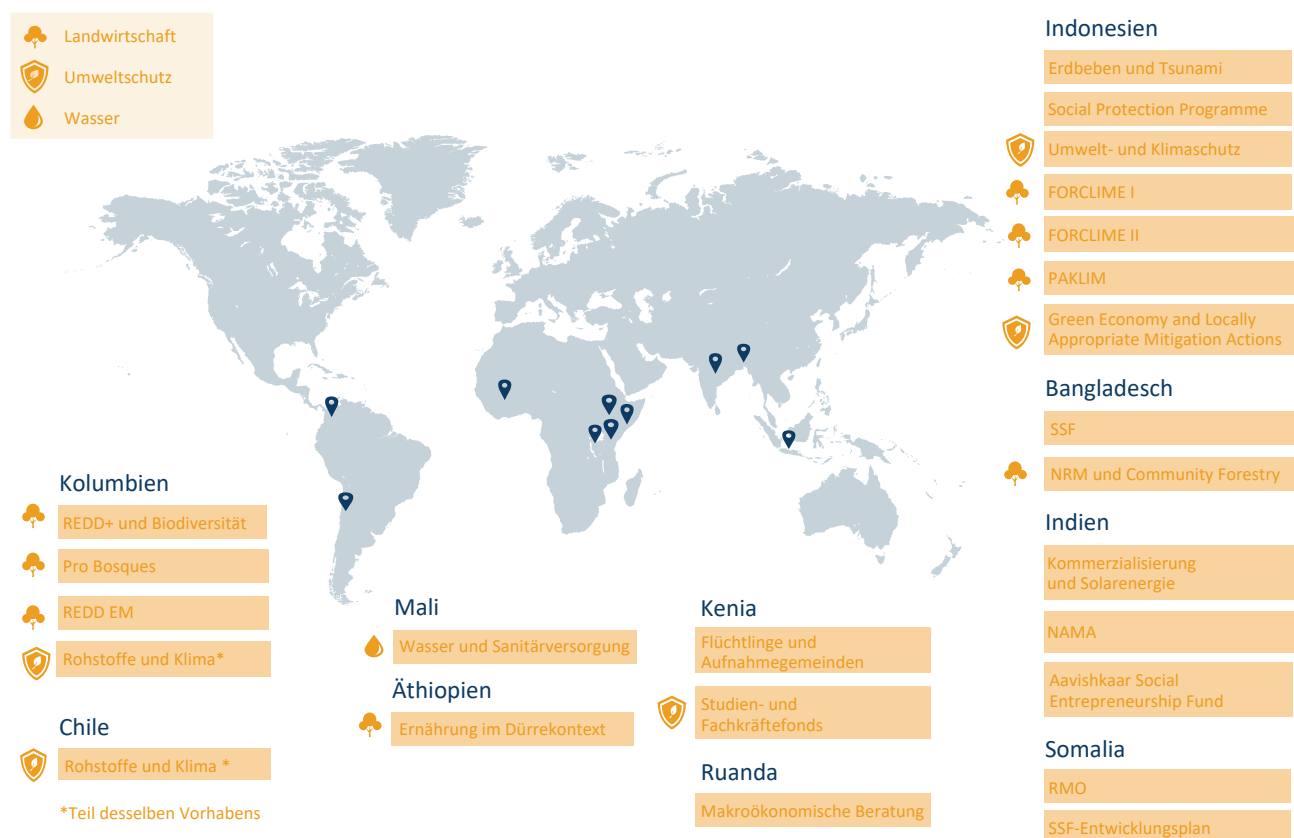 Landwirtschaft
Umweltschutz
Wasser
Kolumbien
REDD+ und Biodiversität
Pro Bosques
REDD EM
Rohstoffe und Klima*
Chile
Rohstoffe und Klima *
*Teil desselben Vorhabens
Mali
Wasser und Sanitärversorgung
Äthiopien
Ernährung im Dürrekontext
Kenia
Flüchtlinge und
Aufnahmegemeinden
Studien- und
Fachkräftefonds
Ruanda
Makroökonomische Beratung
Indonesien
Erdbeben und Tsunami
Social Protection Programme
Umwelt- und Klimaschutz
FORCLIME I
FORCLIME II
PAKLIM
Green Economy and Locally
Appropriate Mitigation Actions
Bangladesch
SSF
NRM und Community Forestry
Indien
Kommerzialisierung
und Solarenergie
NAMA
Aavishkaar Social
Entrepreneurship Fund
Somalia
RMO
SSF-Entwicklungsplan